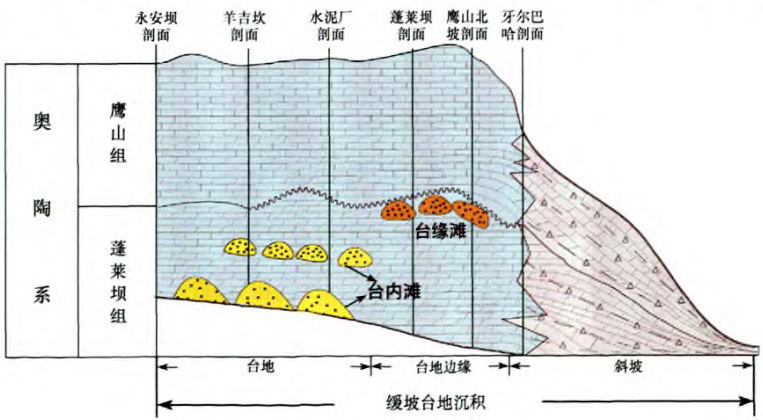 永安坝
剖面
羊吉坎
剖面
水泥厂
剖面
蓬莱坝
剖面
鹰山北
坡剖面
牙尔巴
哈剖面
奥
陶
系
鹰
山
组
蓬
莱
坝
组
台缘滩
台内滩
台地
台地边缘
斜坡
缓坡台地沉积